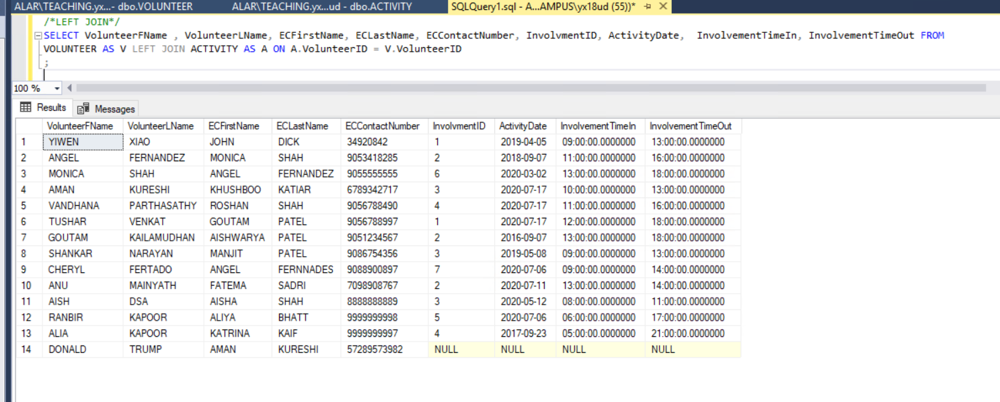 ALAR\TEACHING.yx...- dbo.VOLUNTEER ALAR\TEACHING.yx...ud - dbo.ACTIVITY SQLQuery1.sql - A...AMPUS\yx18ud (55))*
/*LEFT JOIN*/
SELECT VolunteerFName , VolunteerLName, ECFirstName, ECLastName, ECContactNumber, InvolvmentID, ActivityDate, InvolvementTimeIn, InvolvementTimeOut FROM
VOLUNTEER AS V LEFT JOIN ACTIVITY AS A ON A.VolunteerID = V.VolunteerID
;
100 %
Results Messages
VolunteerFName VolunteerLName ECFirstName ECLastName ECContactNumber InvolvmentID ActivityDate InvolvementTimeIn InvolvementTimeOut
1 YIWEN XIAO JOHN DICK 34920842 1 2019-04-05 09:00:00.0000000 13:00:00.0000000
2 ANGEL FERNANDEZ MONICA SHAH 9053418285 2 2018-09-07 11:00:00.0000000 16:00:00.0000000
3 MONICA SHAH ANGEL FERNANDEZ 9055555555 6 2020-03-02 13:00:00.0000000 18:00:00.0000000
4 AMAN KURESHI KHUSHBOO KATIAR 6789342717 3 2020-07-17 10:00:00.0000000 13:00:00.0000000
5 VANDHANA PARTHASATHY ROSHAN SHAH 9056788490 4 2020-07-17 11:00:00.0000000 16:00:00.0000000
6 TUSHAR VENKAT GOUTAM PATEL 9056788997 1 2020-07-17 12:00:00.0000000 18:00:00.0000000
7 GOUTAM KAILAMUDHAN AISHWARYA PATEL 9051234567 2 2016-09-07 13:00:00.0000000 18:00:00.0000000
8 SHANKAR NARAYAN MANJIT PATEL 9086754356 3 2019-05-08 09:00:00.0000000 13:00:00.0000000
9 CHERYL FERTADO ANGEL FERNNADES 9088900897 7 2020-07-06 09:00:00.0000000 14:00:00.0000000
10 ANU MAINYATH FATEMA SADRI 7098908767 2 2020-07-11 13:00:00.0000000 14:00:00.0000000
11 AISH DSA AISHA SHAH 8888888889 3 2020-05-12 08:00:00.0000000 11:00:00.0000000
12 RANBIR KAPOOR ALIYA BHATT 9999999998 5 2020-07-06 06:00:00.0000000 17:00:00.0000000
13 ALIA KAPOOR KATRINA KAIF 9999999997 4 2017-09-23 05:00:00.0000000 21:00:00.0000000
14 DONALD TRUMP AMAN KURESHI 57289573982 NULL NULL NULL NULL